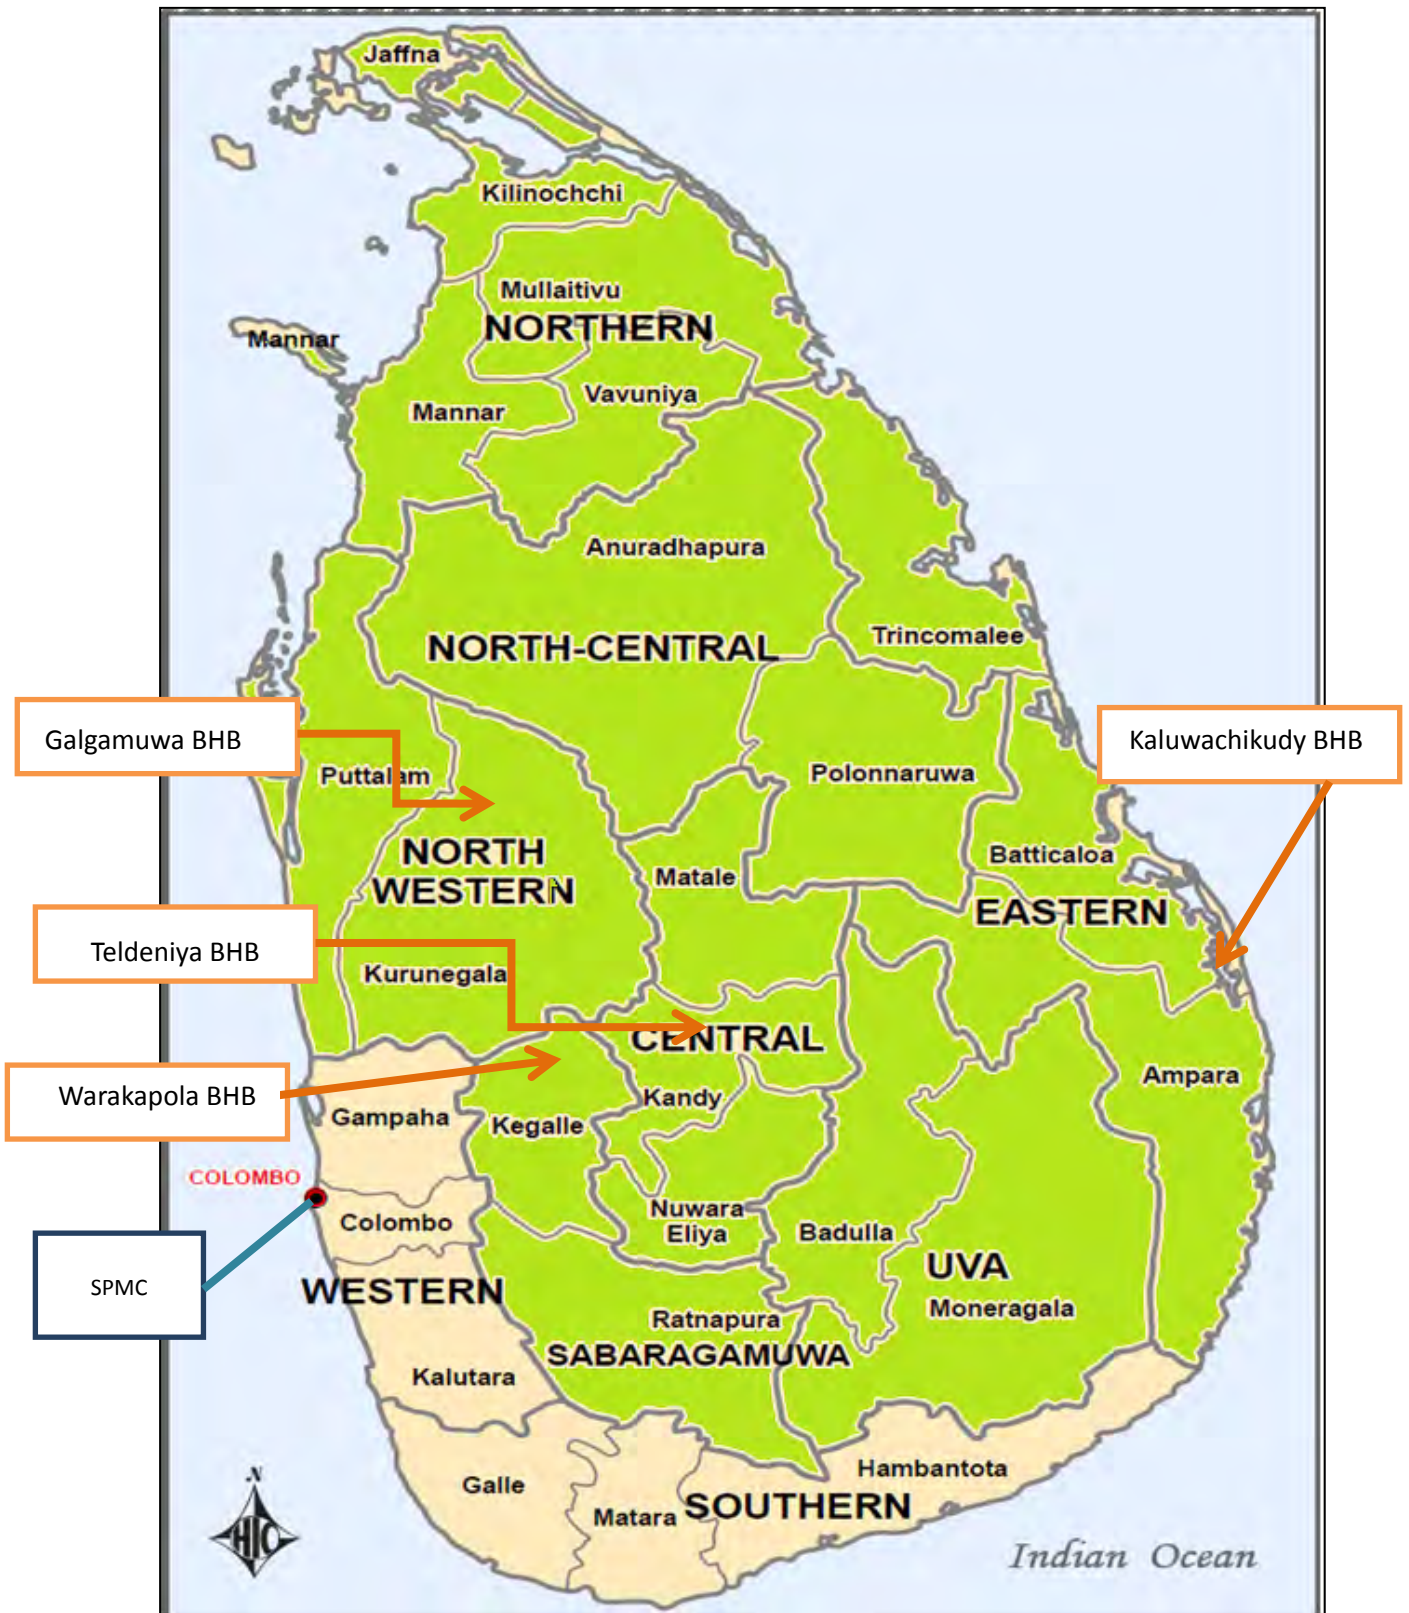 Jaffna
Kilinochchi
Mullaitivu
NORTHERN
Mannar
Vavuniya
Mannar
Anuradhapura
NORTH-CENTRAL
Trincomalee
Galgamuwa BHB
Kaluwachikudy BHB
Puttalam
Polonnaruwa
NORTH
WESTERN
Matale
Batticaloa
EASTERN
Teldeniya BHB
Kurunegala
CENTRAL
Warakapola BHB
Ampara
Gampaha
Kegalle
Kandy
COLOMBO
Colombo
Nuwara
Eliya
Badulla
UVA
Moneragala
SPMC
WESTERN
Ratnapura
SABARAGAMUWA
Kalutara
Galle
Hambantota
Matara
SOUTHERN
N
HIC
Indian Ocean